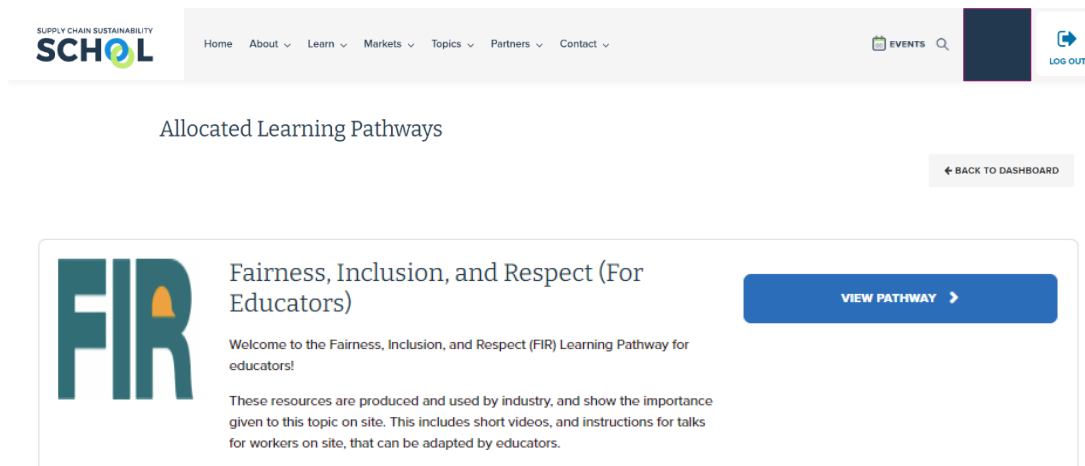 SUPPLY CHAIN SUSTAINABILITY
SCHOOL
Home About Learn Markets Topics Partners Contact EVENTS
LOG OUT
Allocated Learning Pathways
BACK TO DASHBOARD
FIR
Fairness, Inclusion, and Respect (For
Educators)
VIEW PATHWAY
Welcome to the Fairness, Inclusion, and Respect (FIR) Learning Pathway for
educators!
These resources are produced and used by industry, and show the importance
given to this topic on site. This includes short videos, and instructions for talks
for workers on site, that can be adapted by educators.